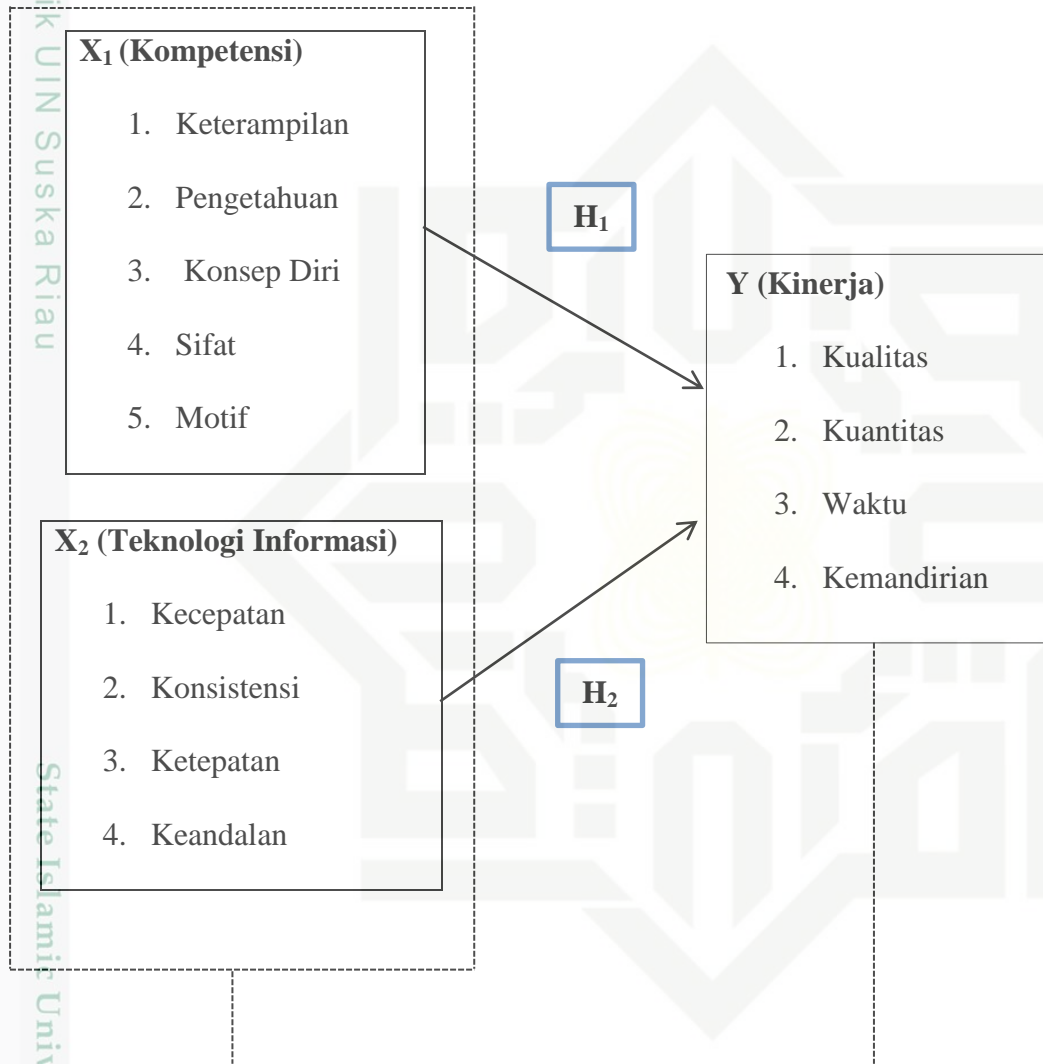 ik UIN Suska Riau
X₁ (Kompetensi)
1. Keterampilan
2. Pengetahuan
3. Konsep Diri
4. Sifat
5. Motif
H₁
Y (Kinerja)
1. Kualitas
2. Kuantitas
3. Waktu
4. Kemandirian
X₂ (Teknologi Informasi)
1. Kecepatan
2. Konsistensi
3. Ketepatan
4. Keandalan
H₂
State Islamic Univ